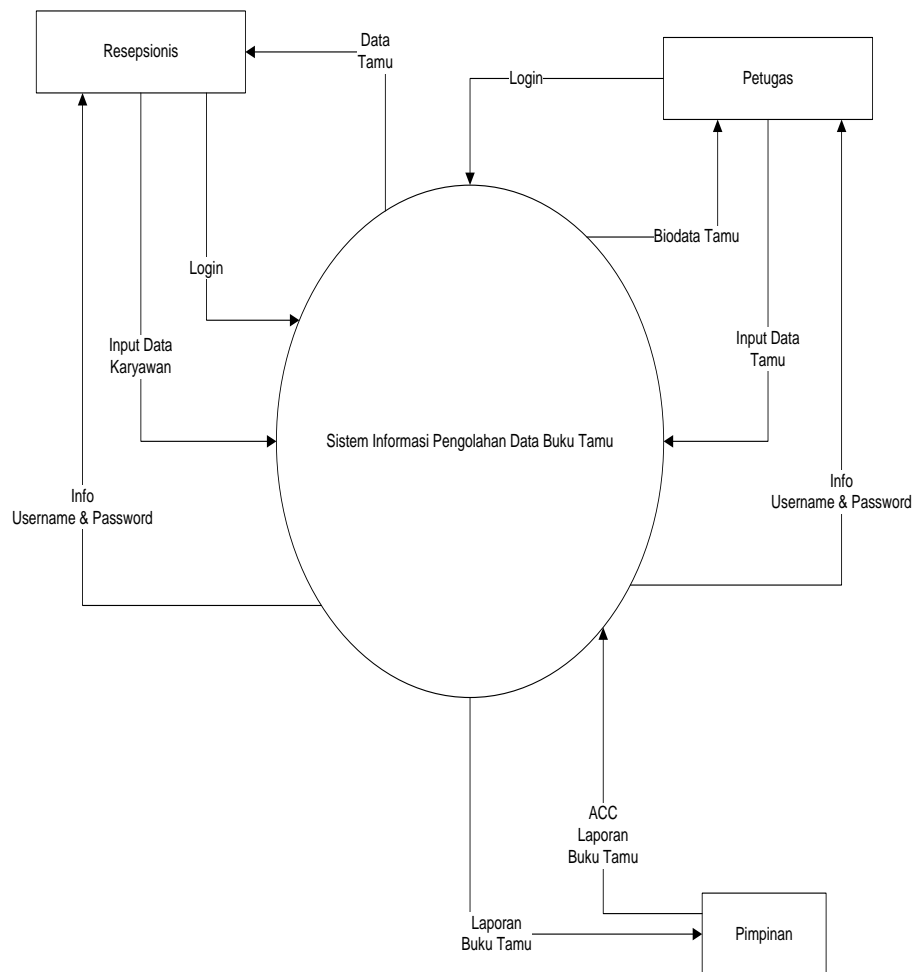 Resepsionis
Data
Tamu
Login
Petugas
Biodata Tamu
Login
Input Data
Karyawan
Input Data
Tamu
Sistem Informasi Pengolahan Data Buku Tamu
Info
Username & Password
Info
Username & Password
ACC
Laporan
Buku Tamu
Laporan
Buku Tamu
Pimpinan